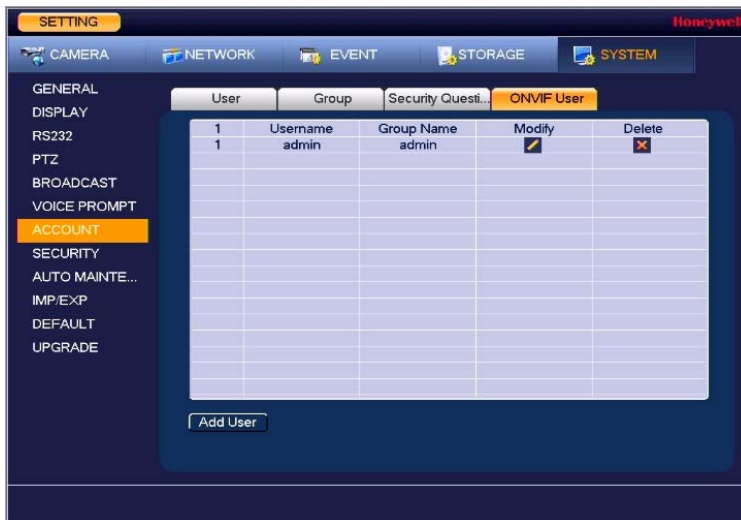 SETTING
Honeywell
CAMERA NETWORK EVENT STORAGE SYSTEM
GENERAL
DISPLAY
RS232
PTZ
BROADCAST
VOICE PROMPT
ACCOUNT
SECURITY
AUTO MAINTE...
IMP/EXP
DEFAULT
UPGRADE
User Group Security Questi... ONVIF User
1 Username Group Name Modify Delete
1 admin admin
Add User